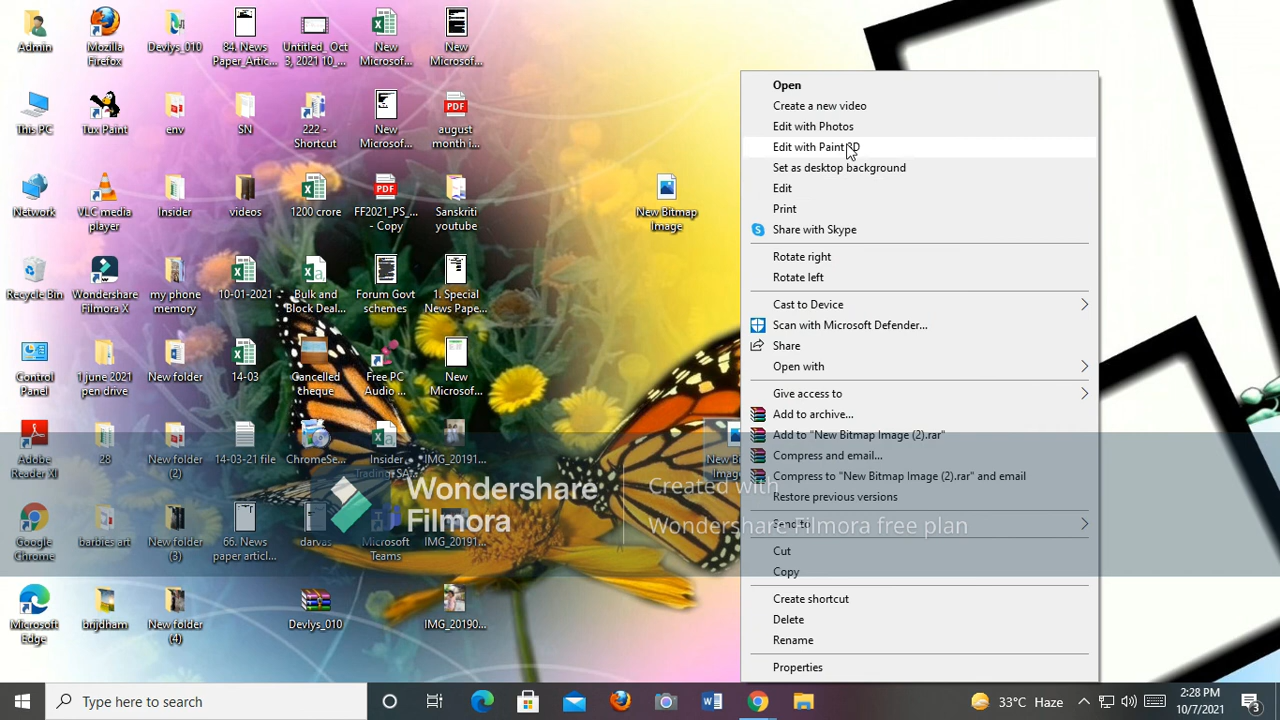 Admin
Mozilla
Firefox
Devlys_010
84. News
Paper_Artic...
Untitled_ Oct
3, 2021 10_...
New
Microsof...
New
Microsof...
This PC
Tux Paint
env
SN
222 -
Shortcut
New
Microsof...
PDF
august
month i...
Network
VLC media
player
Insider
videos
1200 crore
PDF
FF2021_PS_...
- Copy
Sanskriti
youtube
New Bitmap
Image
Recycle Bin
Wondershare
Filmora X
my phone
memory
10-01-2021
Bulk and
Block Deal...
Forum Govt
schemes
1. Special
News Pape...
Control
Panel
1 june 2021
pen drive
New folder
14-03
Cancelled
cheque
Free PC
Audio ...
New
Microsof...
Adobe
Reader XI
28
New folder
(2)
14-03-21 file
ChromeSe...
Insider
Trading SA...
IMG_20191...
Google
Chrome
barbies art
New folder
(3)
66. News
paper articl...
darvas
Microsoft
Teams
IMG_20191...
Microsoft
Edge
brijdham
New folder
(4)
Devlys_010
IMG_20190...
Wondershare
Filmora
Created with
Wondershare Filmora free plan
Open
Create a new video
Edit with Photos
Edit with Paint 3D
Set as desktop background
Edit
Print
Share with Skype
Rotate right
Rotate left
Cast to Device
Scan with Microsoft Defender...
Share
Open with
Give access to
Add to archive...
Add to "New Bitmap Image (2).rar"
Compress and email...
Compress to "New Bitmap Image (2).rar" and email
Restore previous versions
Send to
Cut
Copy
Create shortcut
Delete
Rename
Properties
Type here to search
33°C Haze
2:28 PM
10/7/2021
3